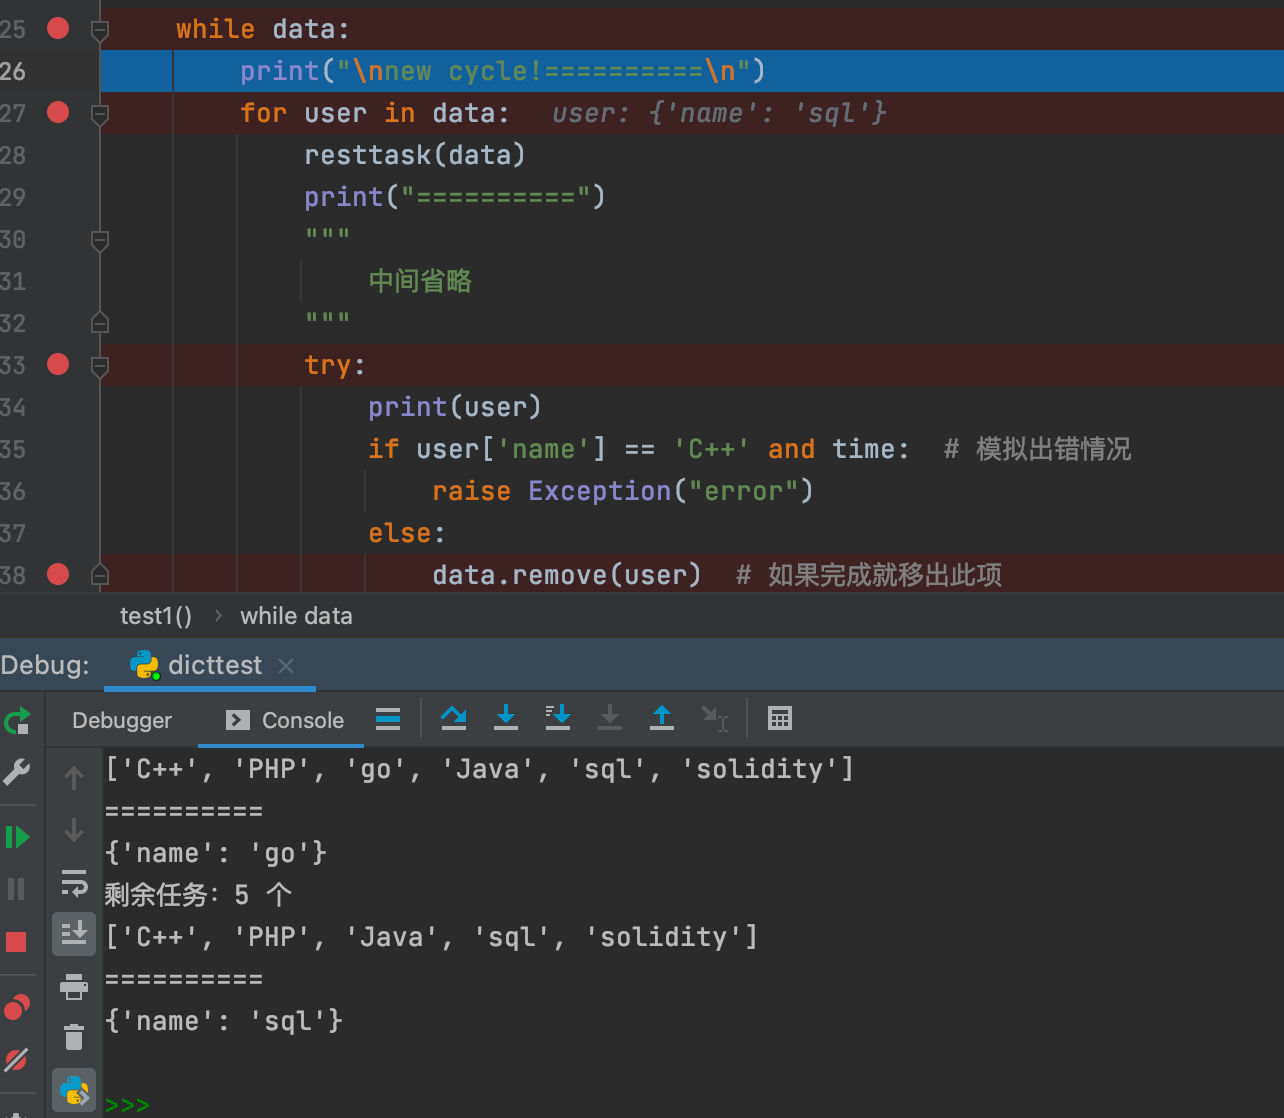 25 while data:
26 print("\nnew cycle!==========\n")
27 for user in data: user: {'name': 'sql'}
28 resttask(data)
29 print("==========")
30 """
31 中间省略
32 """
33 try:
34 print(user)
35 if user['name'] == 'C++' and time: # 模拟出错情况
36 raise Exception("error")
37 else:
38 data.remove(user) # 如果完成就移出此项
test1() › while data
Debug: dicttest
Debugger Console
['C++', 'PHP', 'go', 'Java', 'sql', 'solidity']
==========
{'name': 'go'}
剩余任务: 5 个
['C++', 'PHP', 'Java', 'sql', 'solidity']
==========
{'name': 'sql'}
>>>